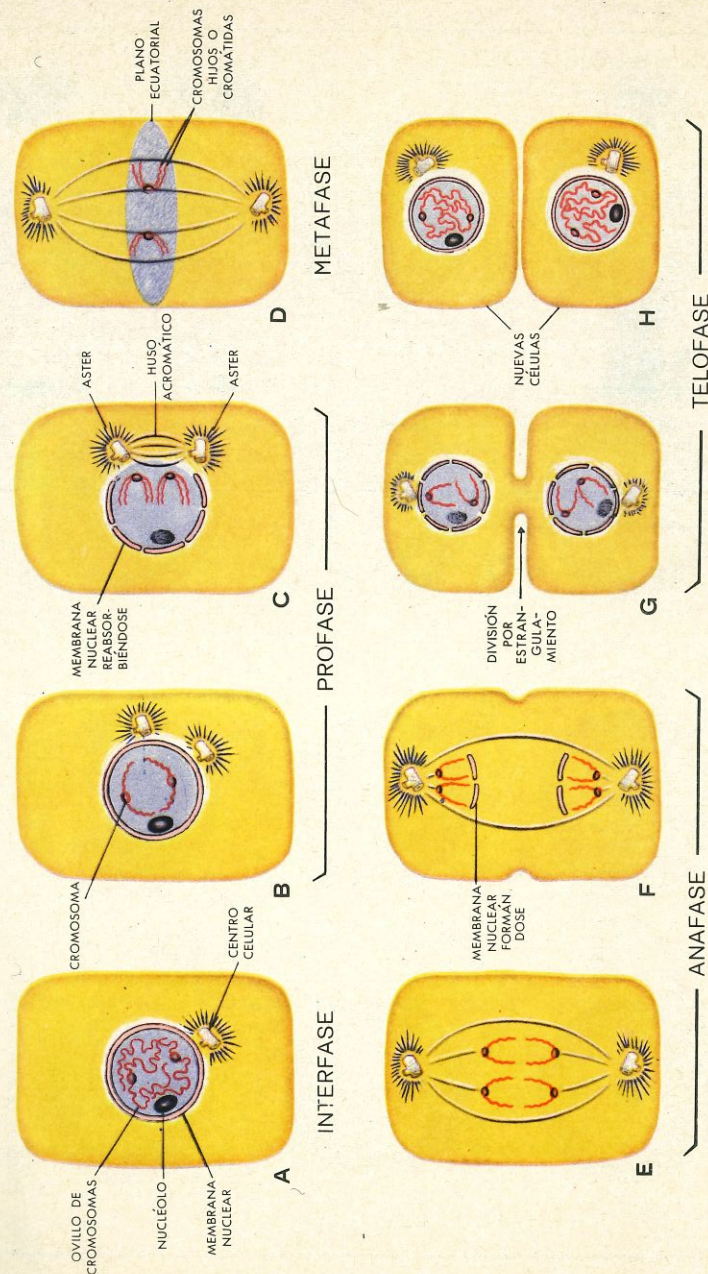 OVILLO DE
CROMOSOMAS
NUCLÉOLO
MEMBRANA
NUCLEAR
CENTRO
CELULAR
A
INTERFASE
CROMOSOMA
B
MEMBRANA
NUCLEAR
REABSOR-
BIÉNDOSE
ASTER
HUSO
ACROMÁTICO
ASTER
C
PROFASE
PLANO
ECUATORIAL
CROMOSOMAS
HIJOS O
CROMÁTIDAS
D
METAFASE
E
MEMBRANA
NUCLEAR
FORMÁN
DOSE
F
ANAFASE
DIVISIÓN
POR
ESTRAN-
GULA-
MIENTO
G
NUEVAS
CÉLULAS
H
TELOFASE